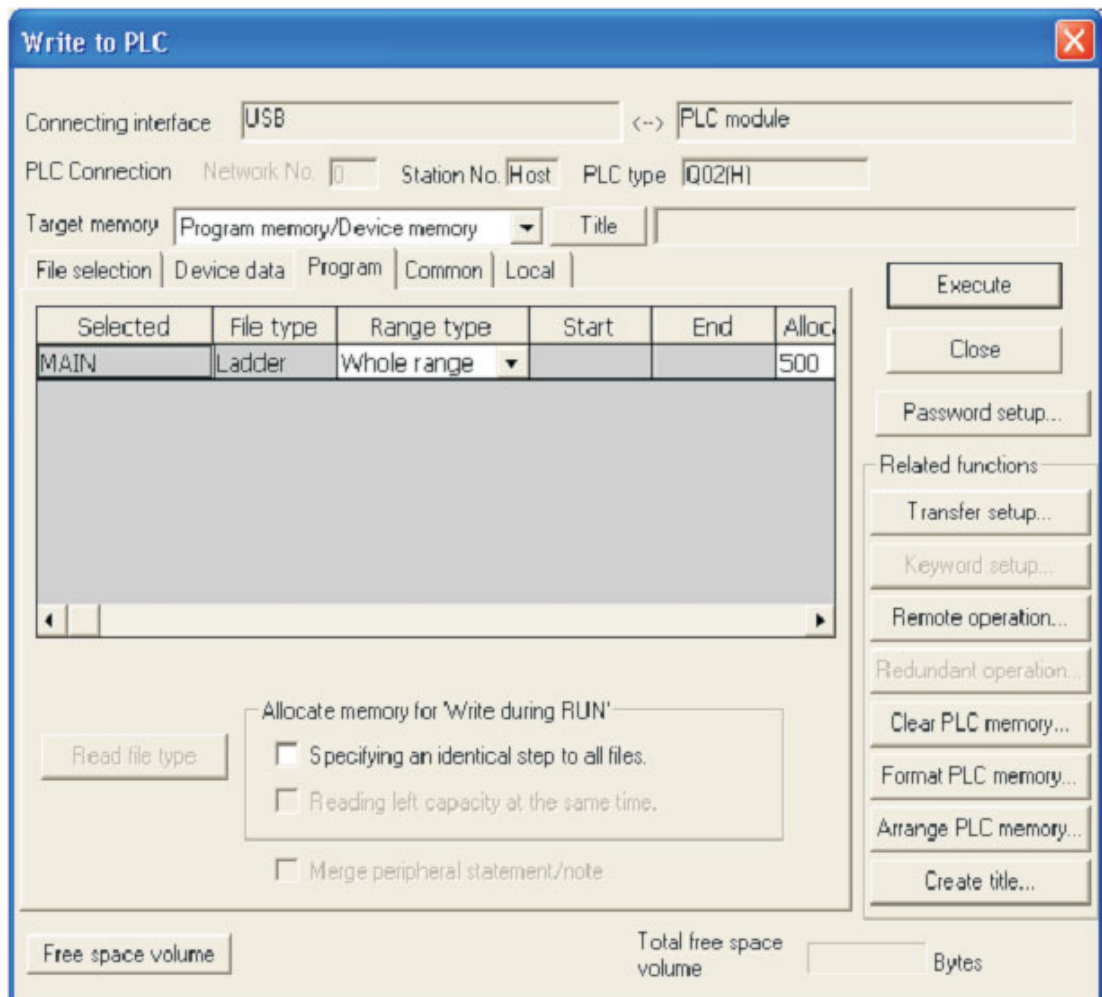 Write to PLC
Connecting interface USB <--> PLC module
PLC Connection Network No. 0 Station No. Host PLC type Q02(H)
Target memory Program memory/Device memory Title
File selection Device data Program Common Local
Execute
Selected File type Range type Start End Alloca
MAIN Ladder Whole range 500
Close
Password setup...
Related functions
Transfer setup...
Keyword setup...
Remote operation...
Redundant operation...
Allocate memory for 'Write during RUN'
Clear PLC memory...
Read file type
Specifying an identical step to all files.
Format PLC memory...
Reading left capacity at the same time.
Arrange PLC memory...
Merge peripheral statement/note
Create title...
Free space volume
Total free space
volume
Bytes